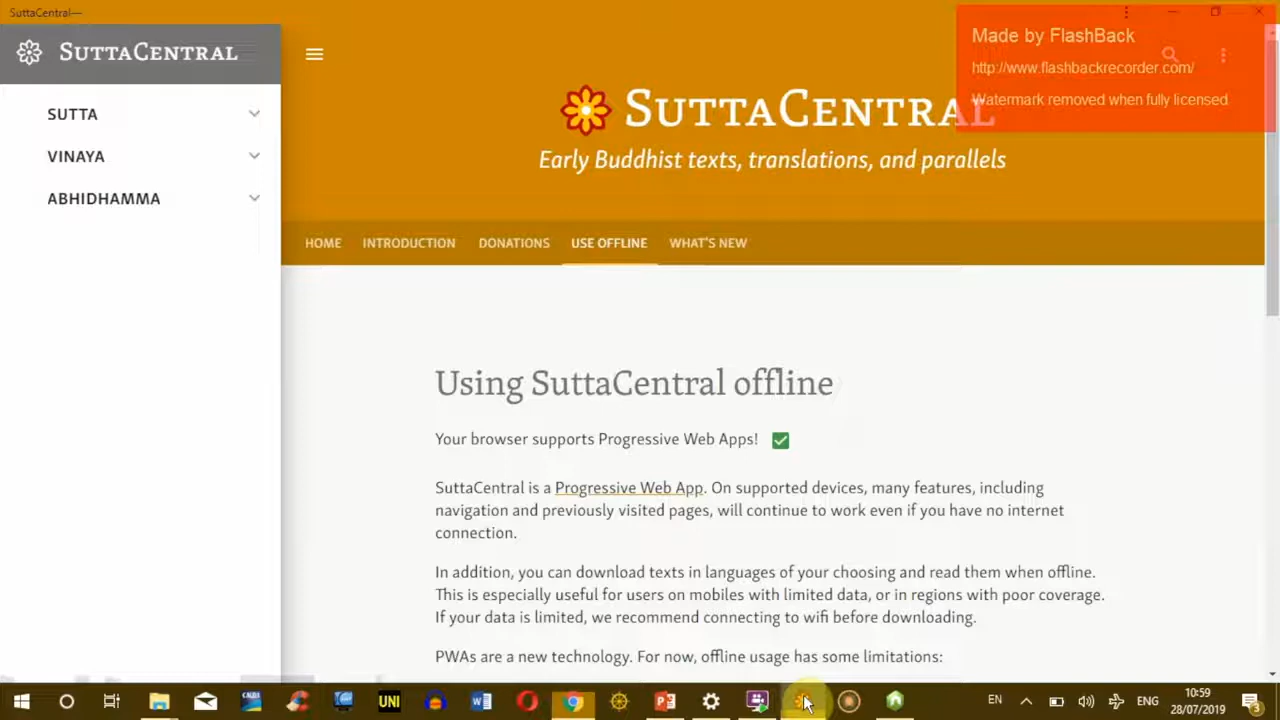 SuttaCentral—
SUTTACENTRAL
SUTTA
VINAYA
ABHIDHAMMA
Made by FlashBack
http://www.flashbackrecorder.com/
Watermark removed when fully licensed
SUTTACENTRAL
Early Buddhist texts, translations, and parallels
HOME INTRODUCTION DONATIONS USE OFFLINE WHAT'S NEW
Using SuttaCentral offline
Your browser supports Progressive Web Apps!
SuttaCentral is a Progressive Web App. On supported devices, many features, including
navigation and previously visited pages, will continue to work even if you have no internet
connection.
In addition, you can download texts in languages of your choosing and read them when offline.
This is especially useful for users on mobiles with limited data, or in regions with poor coverage.
If your data is limited, we recommend connecting to wifi before downloading.
PWAs are a new technology. For now, offline usage has some limitations:
UNI
EN
ENG
10:59
28/07/2019
3